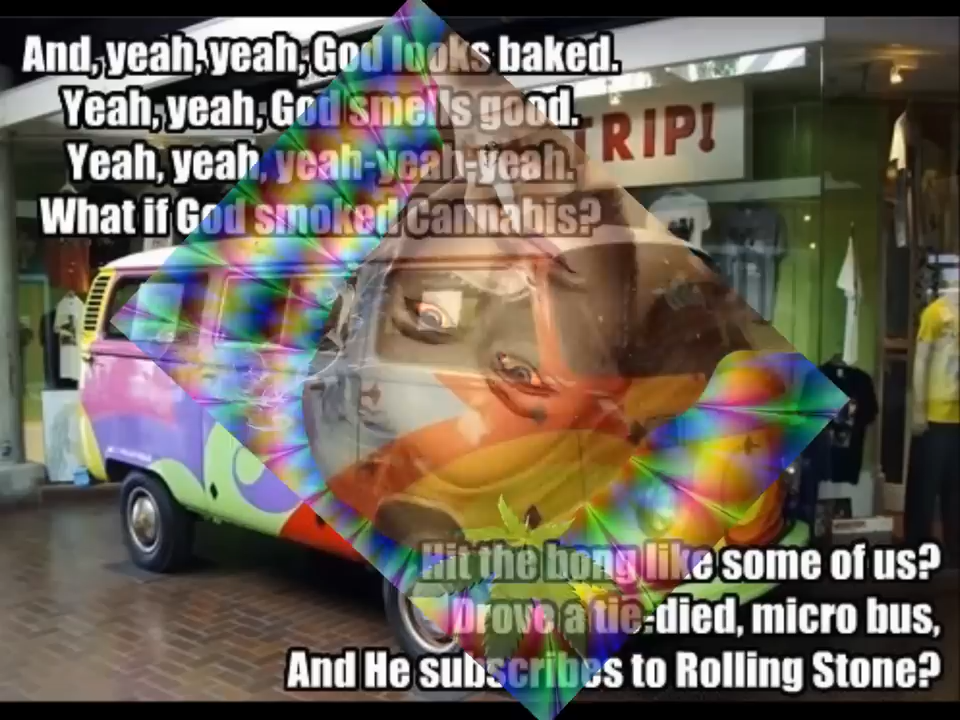 And, yeah, yeah, God looks baked.
Yeah, yeah, God smells good.
Yeah, yeah, yeah-yeah-yeah.
What if God smoked Cannabis?
TRIP!
Hit the bong like some of us?
Drove a tie-died, micro bus,
And He subscribes to Rolling Stone?